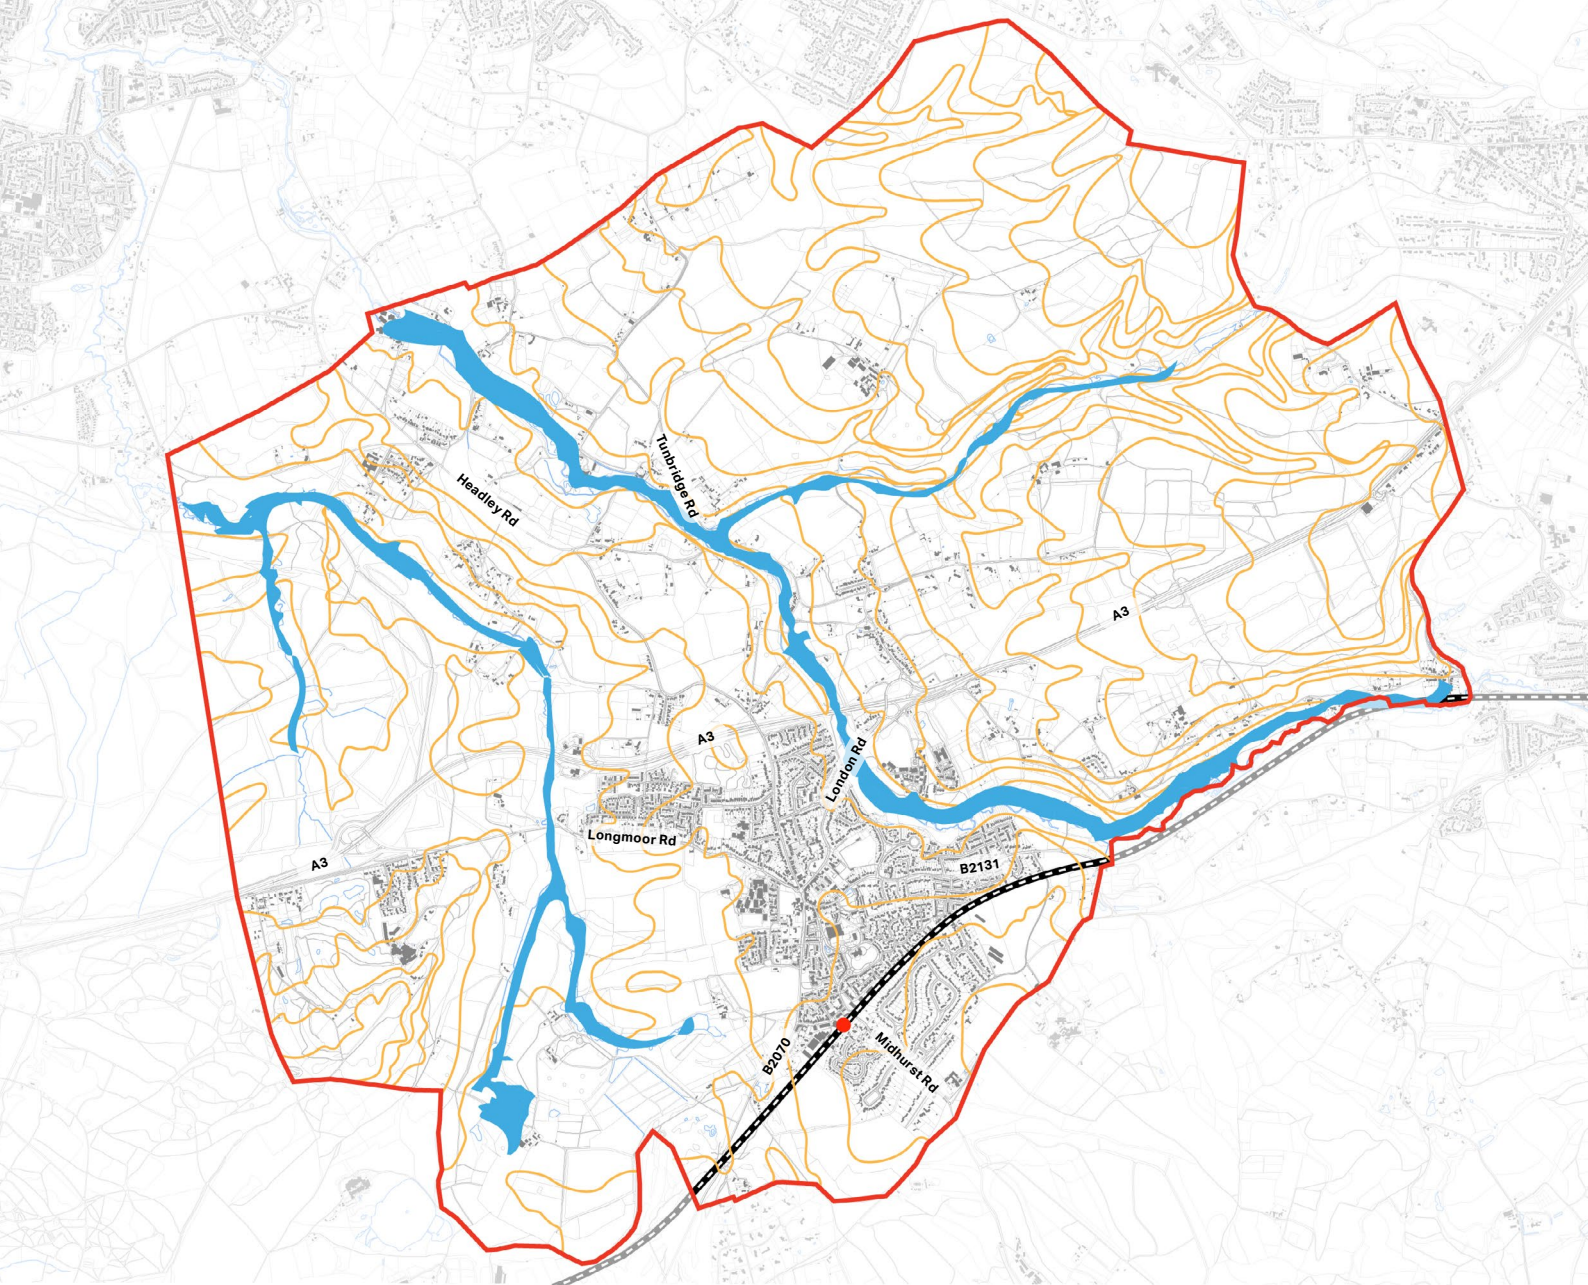 Tunbridge Rd
Headley Rd
A3
A3
London Rd
Longmoor Rd
A3
B2131
B2070
Midhurst Rd